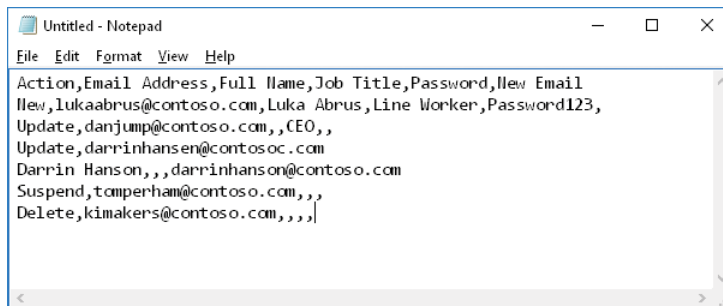 Untitled - Notepad
File Edit Format View Help
Action,Email Address,Full Name,Job Title,Password,New Email
New,lukaabrus@contoso.com,Luka Abrus,Line Worker,Password123,
Update,danjump@contoso.com,,CEO,,
Update,darrinhansen@contosoc.com
Darrin Hanson,,,darrinhanson@contoso.com
Suspend,tomperham@contoso.com,,,
Delete,kimakers@contoso.com,,,,